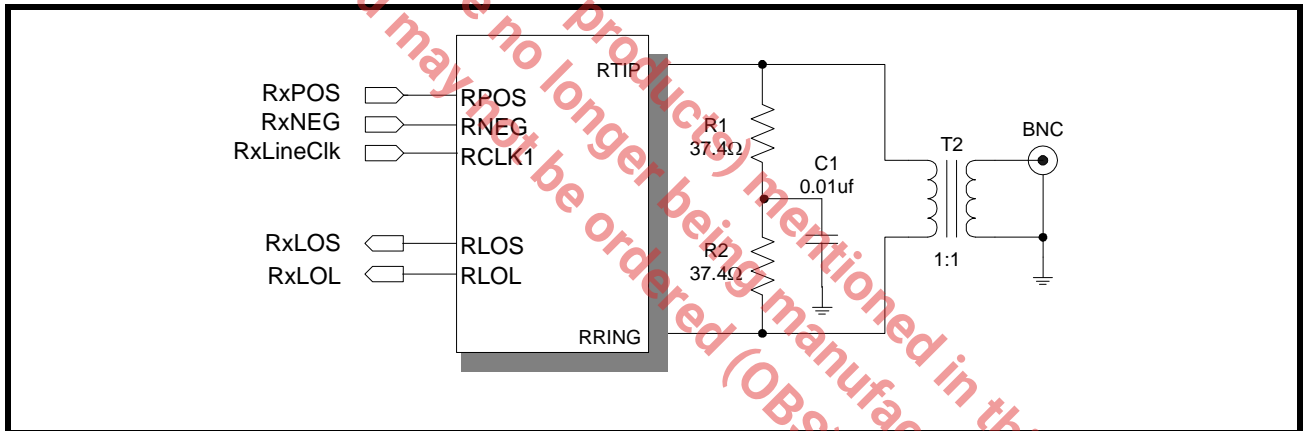 RxPOS
RxNEG
RxLineClk
RxLOS
RxLOL
RPOS
RNEG
RCLK1
RLOS
RLOL
RTIP
RRING
R1
37.4Ω
R2
37.4Ω
C1
0.01uf
T2
1:1
BNC
products) mentioned in th
e no longer being manufac
d may not be ordered (OBS